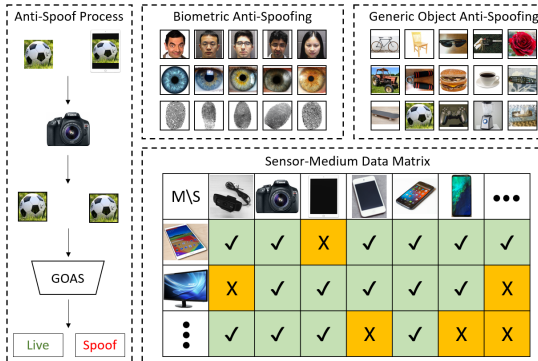 Anti-Spoof Process
GOAS
Live
Spoof
Biometric Anti-Spoofing
Generic Object Anti-Spoofing
Sensor-Medium Data Matrix
M\S
✓ ✓ X ✓ ✓ ✓ ✓
X ✓ ✓ ✓ ✓ ✓ X
✓ ✓ ✓ X ✓ X X